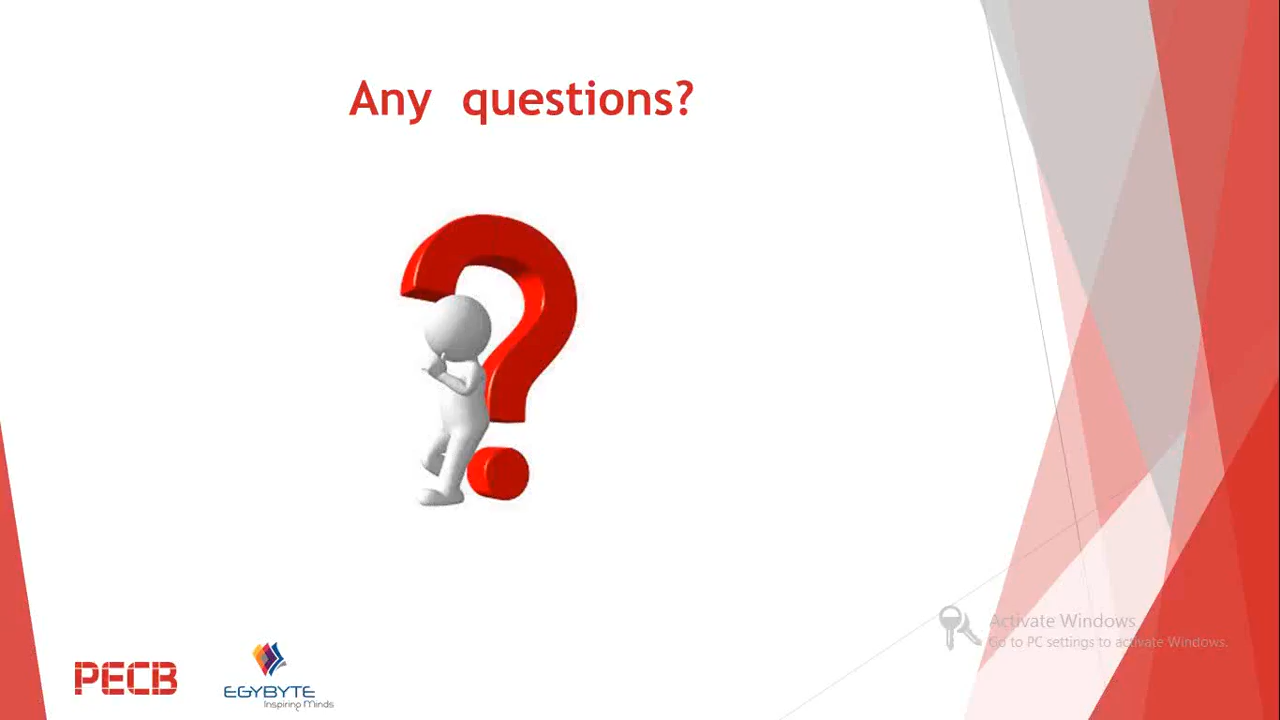 Any questions?
Activate Windows
Go to PC settings to activate Windows.
PECB
EGYBYTE
Inspiring Minds